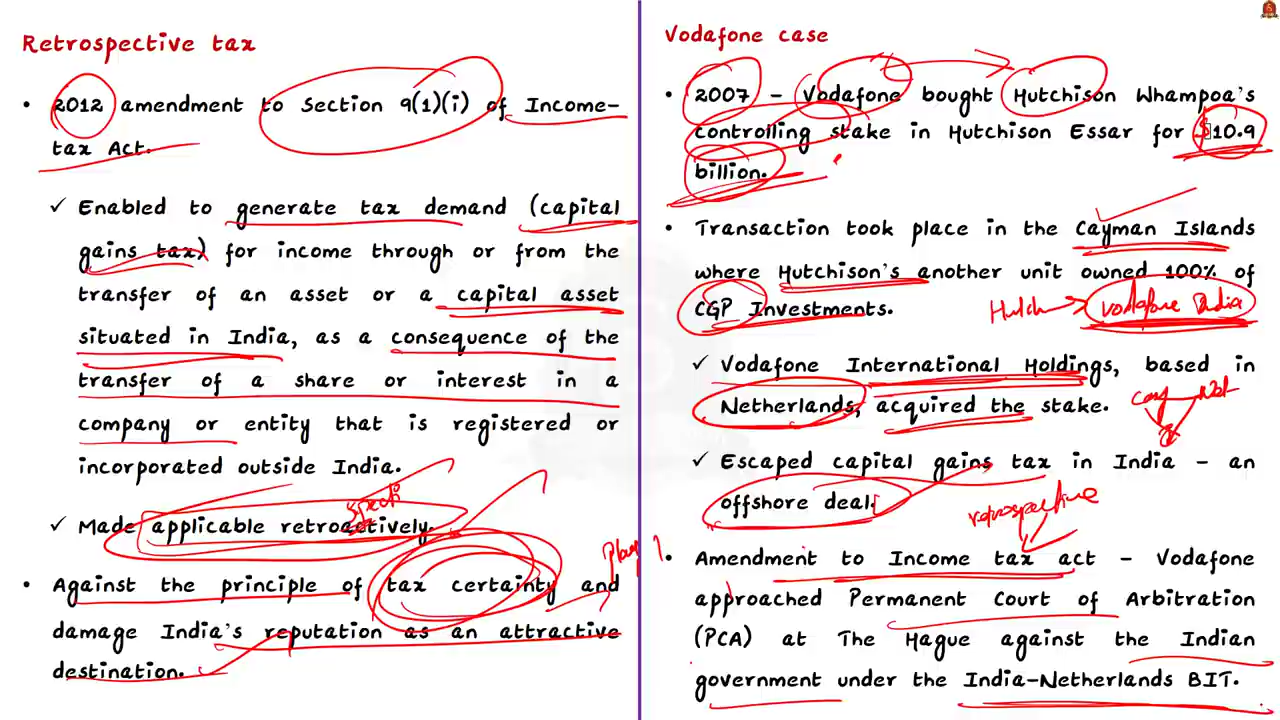 Retrospective tax
• 2012 amendment to Section 9(1)(i) of Income-
tax Act.
✓ Enabled to generate tax demand (capital
gains tax) for income through or from the
transfer of an asset or a capital asset
situated in India, as a consequence of the
transfer of a share or interest in a
company or entity that is registered or
incorporated outside India.
✓ Made applicable retroactively.
• Against the principle of tax certainty and
damage India's reputation as an attractive
destination.
Vodafone case
• 2007 - Vodafone bought Hutchison Whampoa's
controlling stake in Hutchison Essar for $10.9
billion.
• Transaction took place in the Cayman Islands
where Hutchison's another unit owned 100% of
CGP Investments.
Hutch → Vodafone India
✓ Vodafone International Holdings, based in
Netherlands, acquired the stake.
Cay Net
✓ Escaped capital gains tax in India - an
offshore deal.
retrospective
• Amendment to Income tax act - Vodafone
approached Permanent Court of Arbitration
(PCA) at The Hague against the Indian
government under the India-Netherlands BIT.